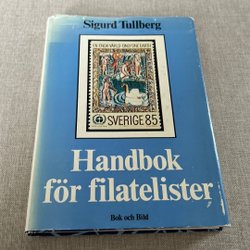 Sigurd Tullberg
SVERIGE 85
Handbok
för filatelister
Bok och Bild